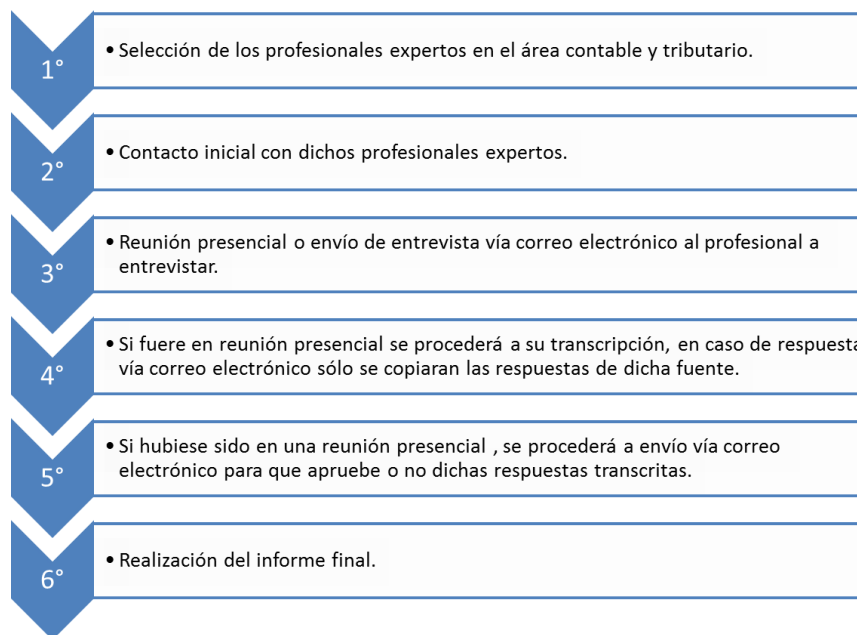 1°
• Selección de los profesionales expertos en el área contable y tributario.
2°
• Contacto inicial con dichos profesionales expertos.
3°
• Reunión presencial o envío de entrevista vía correo electrónico al profesional a
entrevistar.
4°
• Si fuere en reunión presencial se procederá a su transcripción, en caso de respuesta
vía correo electrónico sólo se copiaran las respuestas de dicha fuente.
5°
• Si hubiese sido en una reunión presencial , se procederá a envío vía correo
electrónico para que apruebe o no dichas respuestas transcritas.
6°
• Realización del informe final.